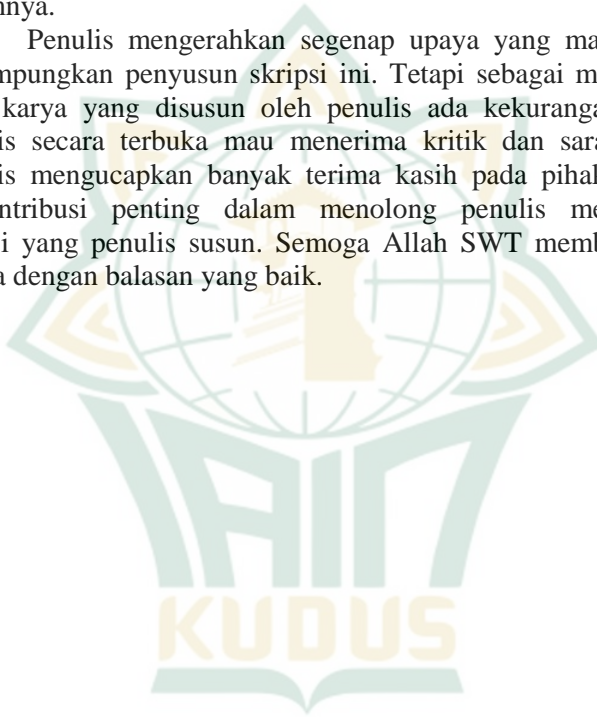 nnya.
Penulis mengerahkan segenap upaya yang ma
mpungkan penyusun skripsi ini. Tetapi sebagai m
karya yang disusun oleh penulis ada kekuranga
is secara terbuka mau menerima kritik dan sara
is mengucapkan banyak terima kasih pada pihak
ntribusi penting dalam menolong penulis me
i yang penulis susun. Semoga Allah SWT memb
a dengan balasan yang baik.
IAIN
KUDUS